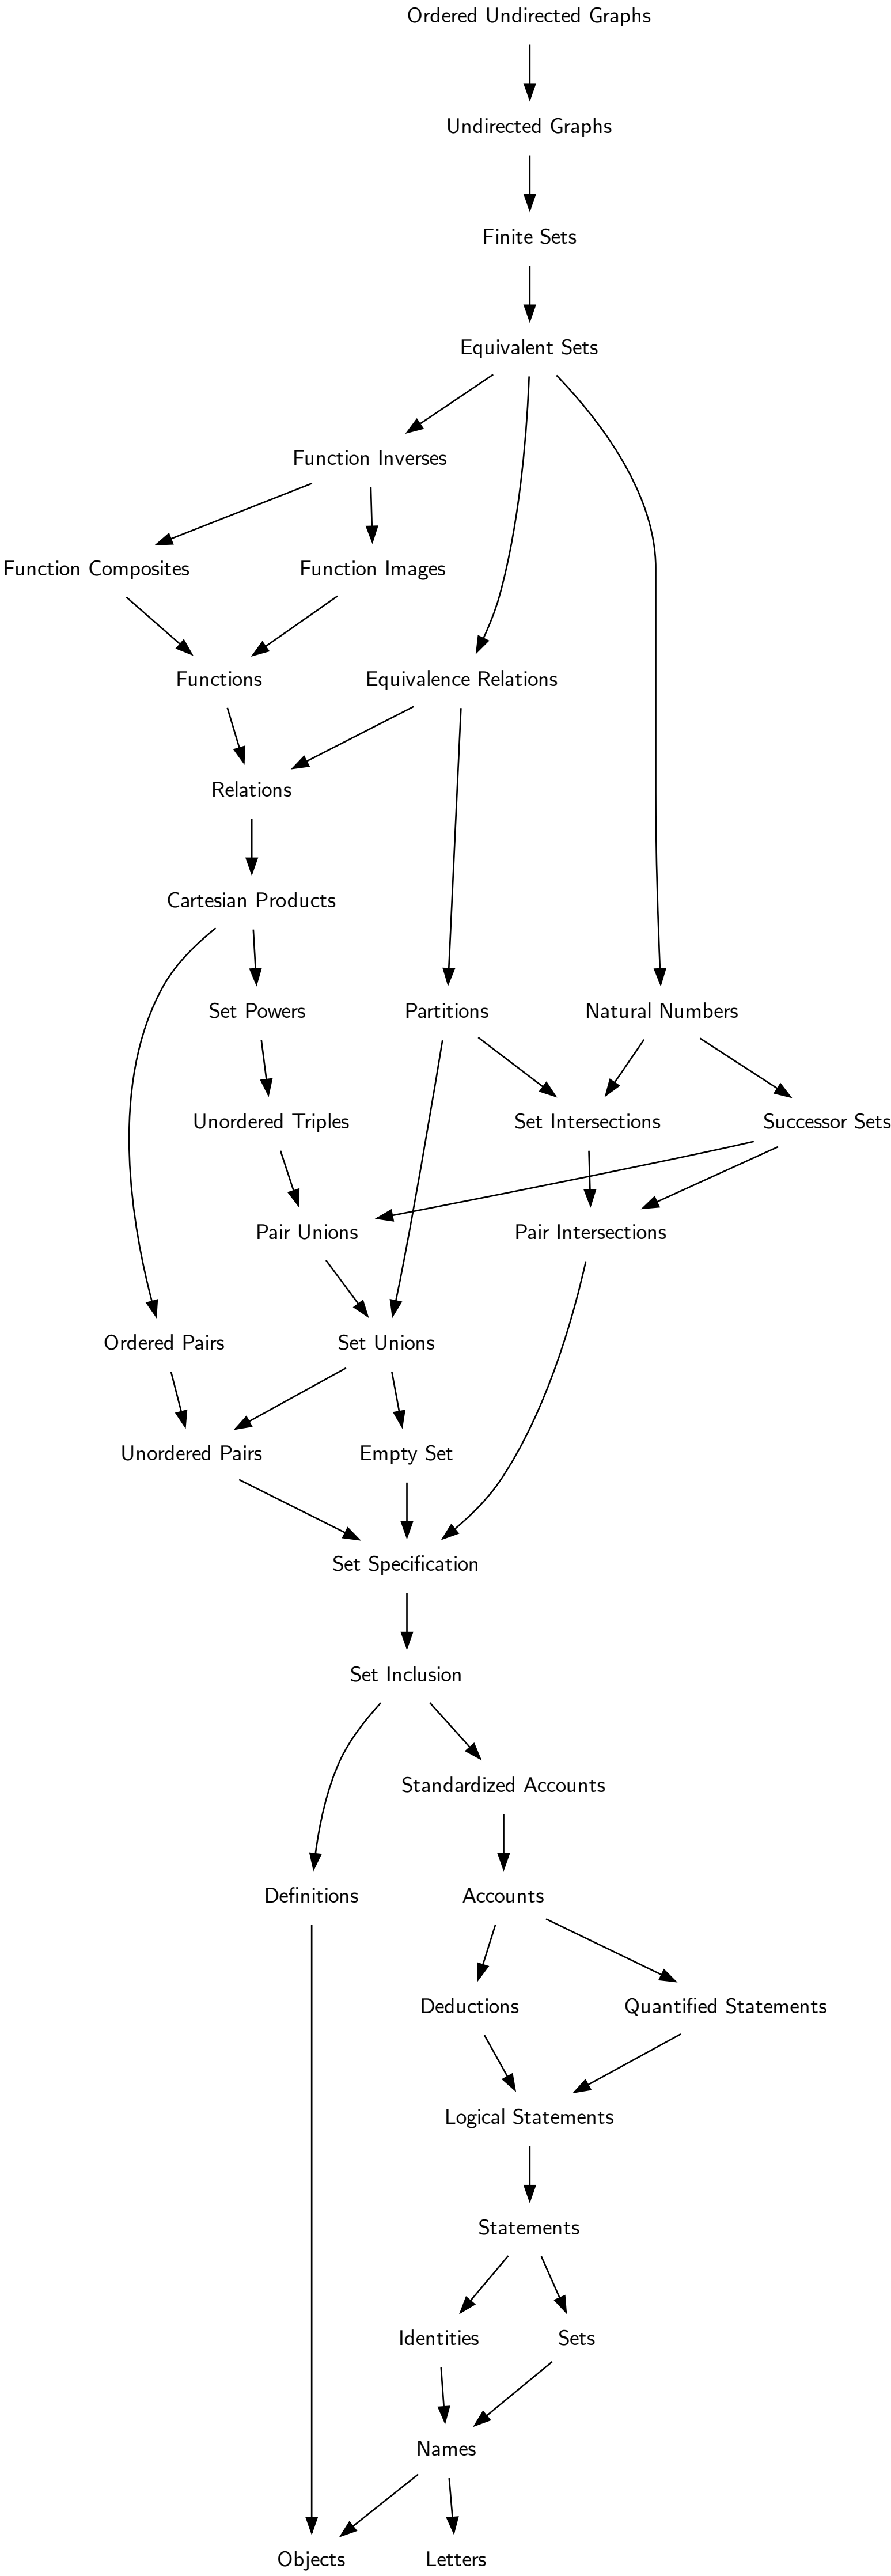 Ordered Undirected Graphs
Undirected Graphs
Finite Sets
Equivalent Sets
Function Inverses
Function Composites
Function Images
Functions
Equivalence Relations
Relations
Cartesian Products
Set Powers
Partitions
Natural Numbers
Unordered Triples
Set Intersections
Successor Sets
Pair Unions
Pair Intersections
Ordered Pairs
Set Unions
Unordered Pairs
Empty Set
Set Specification
Set Inclusion
Standardized Accounts
Definitions
Accounts
Deductions
Quantified Statements
Logical Statements
Statements
Identities
Sets
Names
Objects
Letters